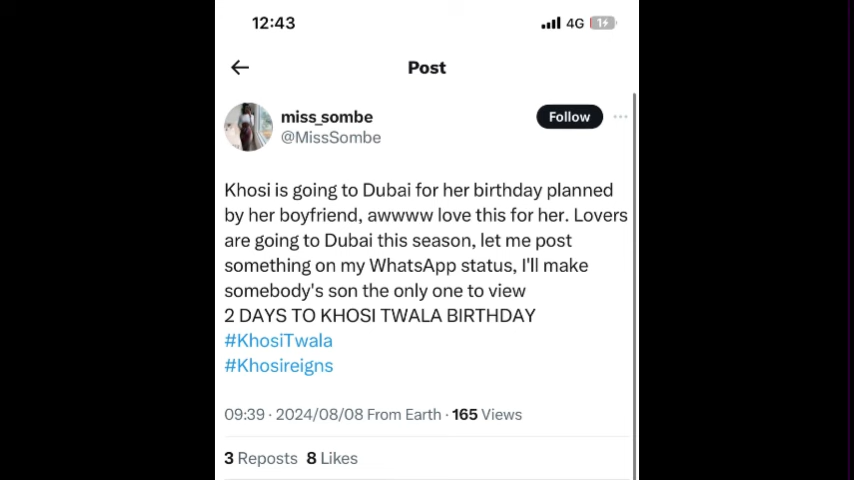 12:43
4G
Post
miss_sombe
Follow
@MissSombe
Khosi is going to Dubai for her birthday planned
by her boyfriend, awwww love this for her. Lovers
are going to Dubai this season, let me post
something on my WhatsApp status, I'll make
somebody's son the only one to view
2 DAYS TO KHOSI TWALA BIRTHDAY
#KhosiTwala
#Khosireigns
09:39 · 2024/08/08 From Earth · 165 Views
3 Reposts 8 Likes